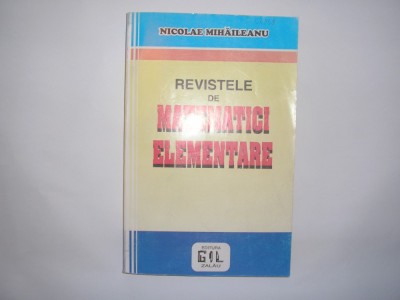 NICOLAE MIHĂILEANU
REVISTELE
DE
MATEMATICI
ELEMENTARE
EDITURA
GIL
ZALĂU